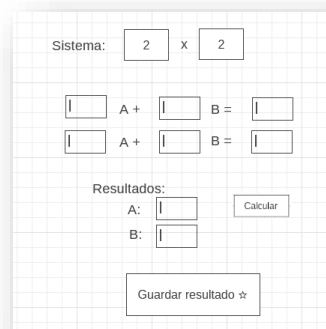 Sistema: 2 x 2
A + B =
A + B =
Resultados:
A:
Calcular
B:
Guardar resultado ☆